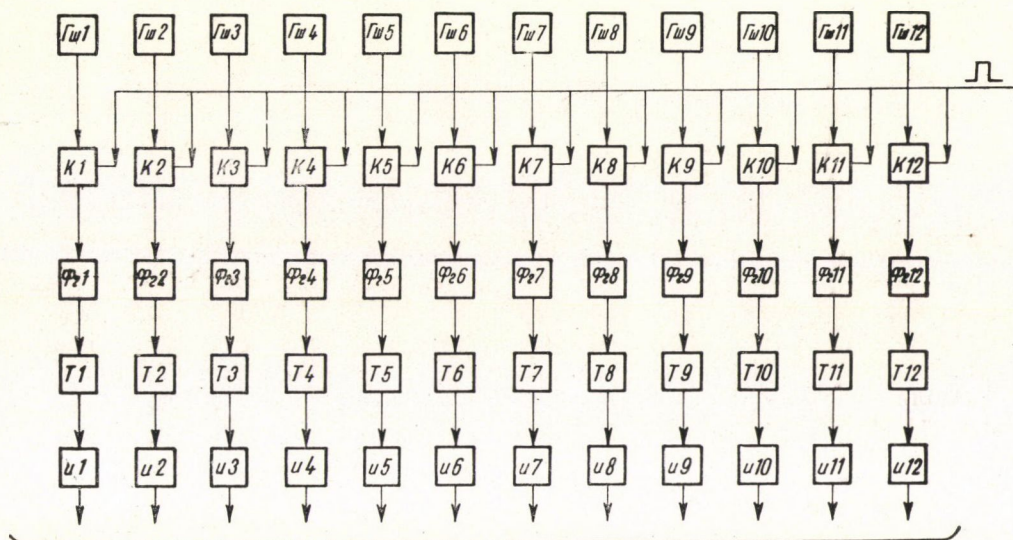 Гш1 Гш2 Гш3 Гш4 Гш5 Гш6 Гш7 Гш8 Гш9 Гш10 Гш11 Гш12
К1 К2 К3 К4 К5 К6 К7 К8 К9 К10 К11 К12
Фг1 Фг2 Фг3 Фг4 Фг5 Фг6 Фг7 Фг8 Фг9 Фг10 Фг11 Фг12
Т1 Т2 Т3 Т4 Т5 Т6 Т7 Т8 Т9 Т10 Т11 Т12
и1 и2 и3 и4 и5 и6 и7 и8 и9 и10 и11 и12